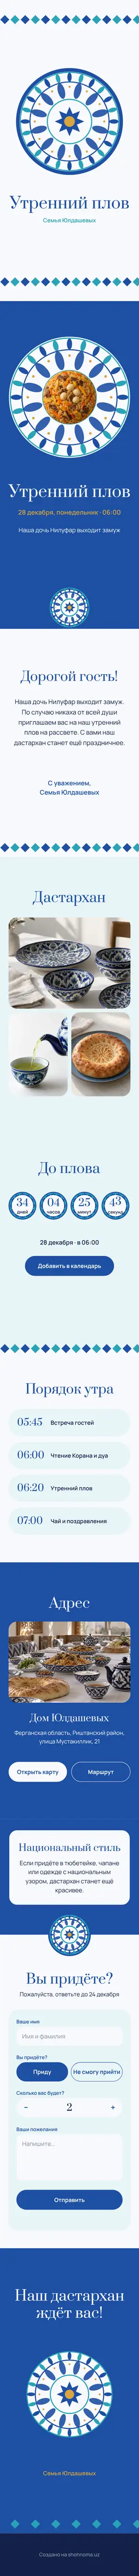 Утренний плов
Семья Юлдашевых
Утренний плов
28 декабря, понедельник · 06:00
Наша дочь Нилуфар выходит замуж
Дорогой гость!
Наша дочь Нилуфар выходит замуж.
По случаю никаха от всей души
приглашаем вас на наш утренний
плов на рассвете. С вами наш
дастархан станет ещё праздничнее.
С уважением,
Семья Юлдашевых
Дастархан
До плова
34 04 25 43
дней часов минут секунд
28 декабря · в 06:00
Добавить в календарь
Порядок утра
05:45 Встреча гостей
06:00 Чтение Корана и дуа
06:20 Утренний плов
07:00 Чай и поздравления
Адрес
Дом Юлдашевых
Ферганская область, Риштанский район,
улица Мустакиллик, 21
Открыть карту Маршрут
Национальный стиль
Если придёте в тюбетейке, чапане
или одежде с национальным
узором, дастархан станет ещё
красивее.
Вы придёте?
Пожалуйста, ответьте до 24 декабря
Ваше имя
Имя и фамилия
Вы придёте?
Приду Не смогу прийти
Сколько вас будет?
− 2 +
Ваши пожелания
Напишите...
Отправить
Наш дастархан
ждёт вас!
Семья Юлдашевых
Создано на shohnoma.uz